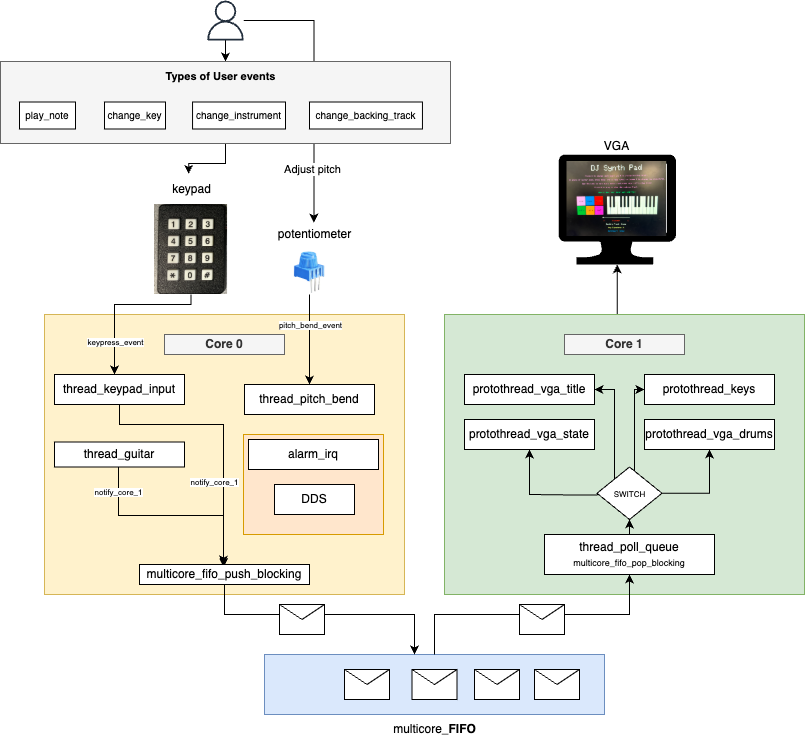 Types of User events
play_note
change_key
change_instrument
change_backing_track
Adjust pitch
keypad
potentiometer
VGA
DJ Synth Pad
1 2 3
4 5 6
7 8 9
* 0 #
keypress_event
pitch_bend_event
Core 0
Core 1
thread_keypad_input
thread_pitch_bend
thread_guitar
notify_core_1
notify_core_1
alarm_irq
DDS
multicore_fifo_push_blocking
protothread_vga_title
protothread_keys
protothread_vga_state
protothread_vga_drums
SWITCH
thread_poll_queue
multicore_fifo_pop_blocking
multicore_FIFO